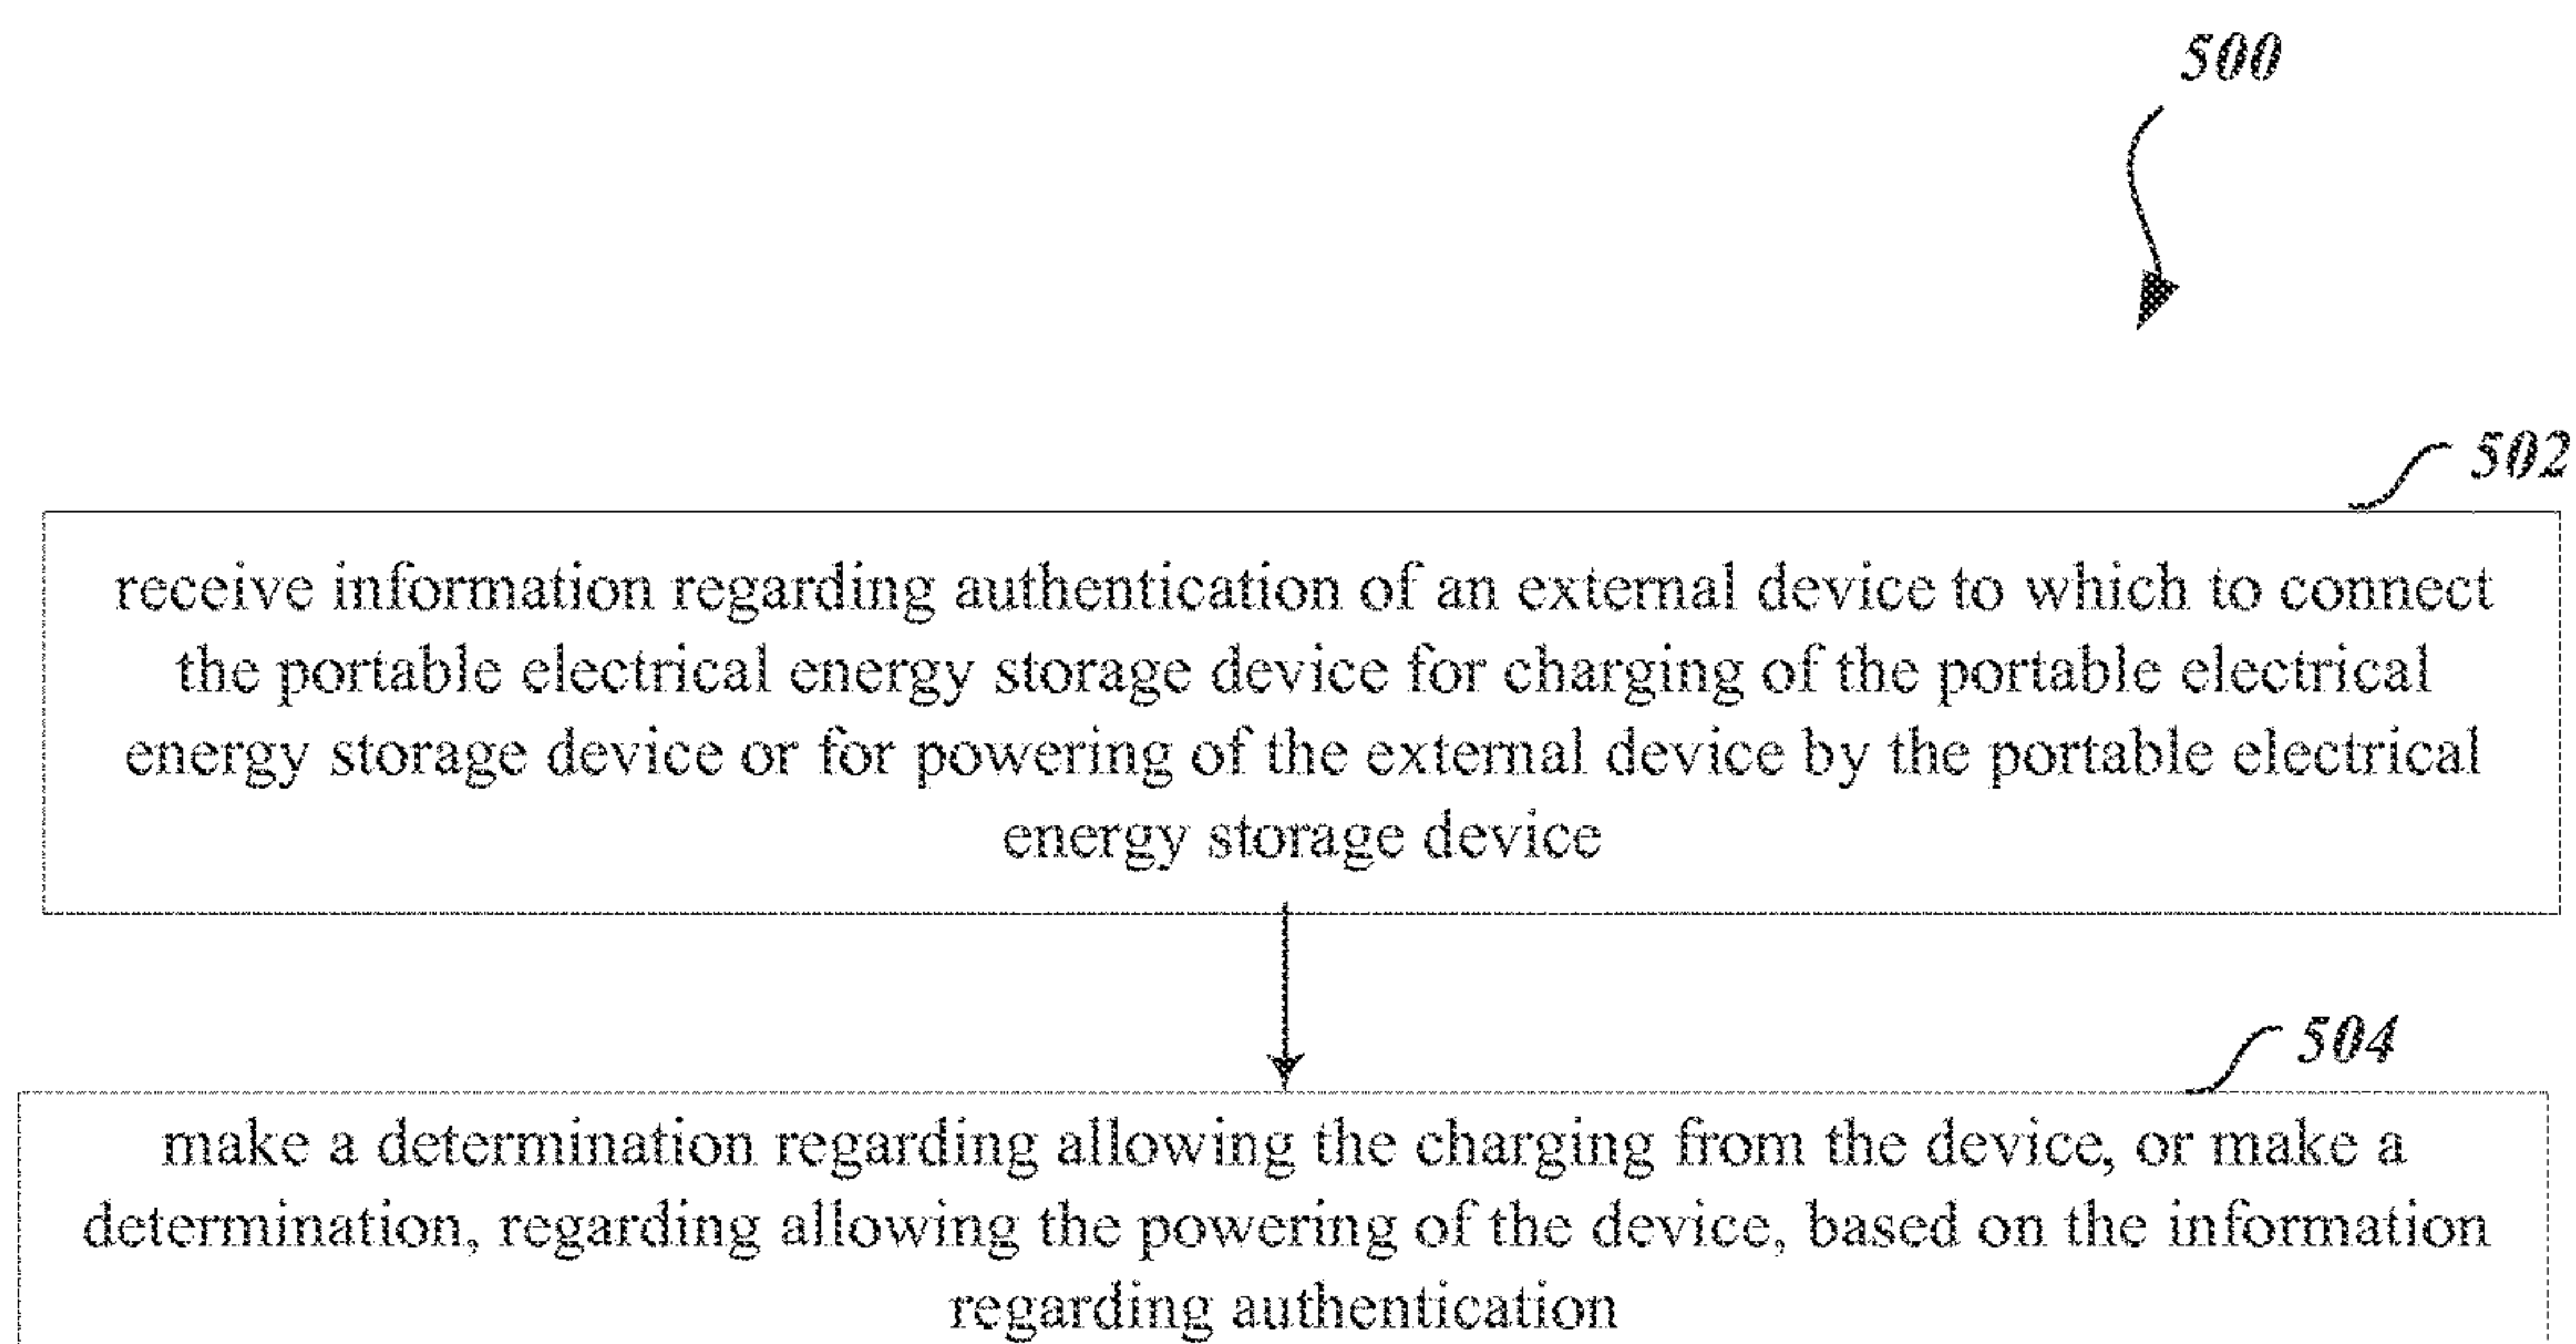 500
502
receive information regarding authentication of an external device to which to connect
the portable electrical energy storage device for charging of the portable electrical
energy storage device or for powering of the external device by the portable electrical
energy storage device
504
make a determination regarding allowing the charging from the device, or make a
determination, regarding allowing the powering of the device, based on the information
regarding authentication